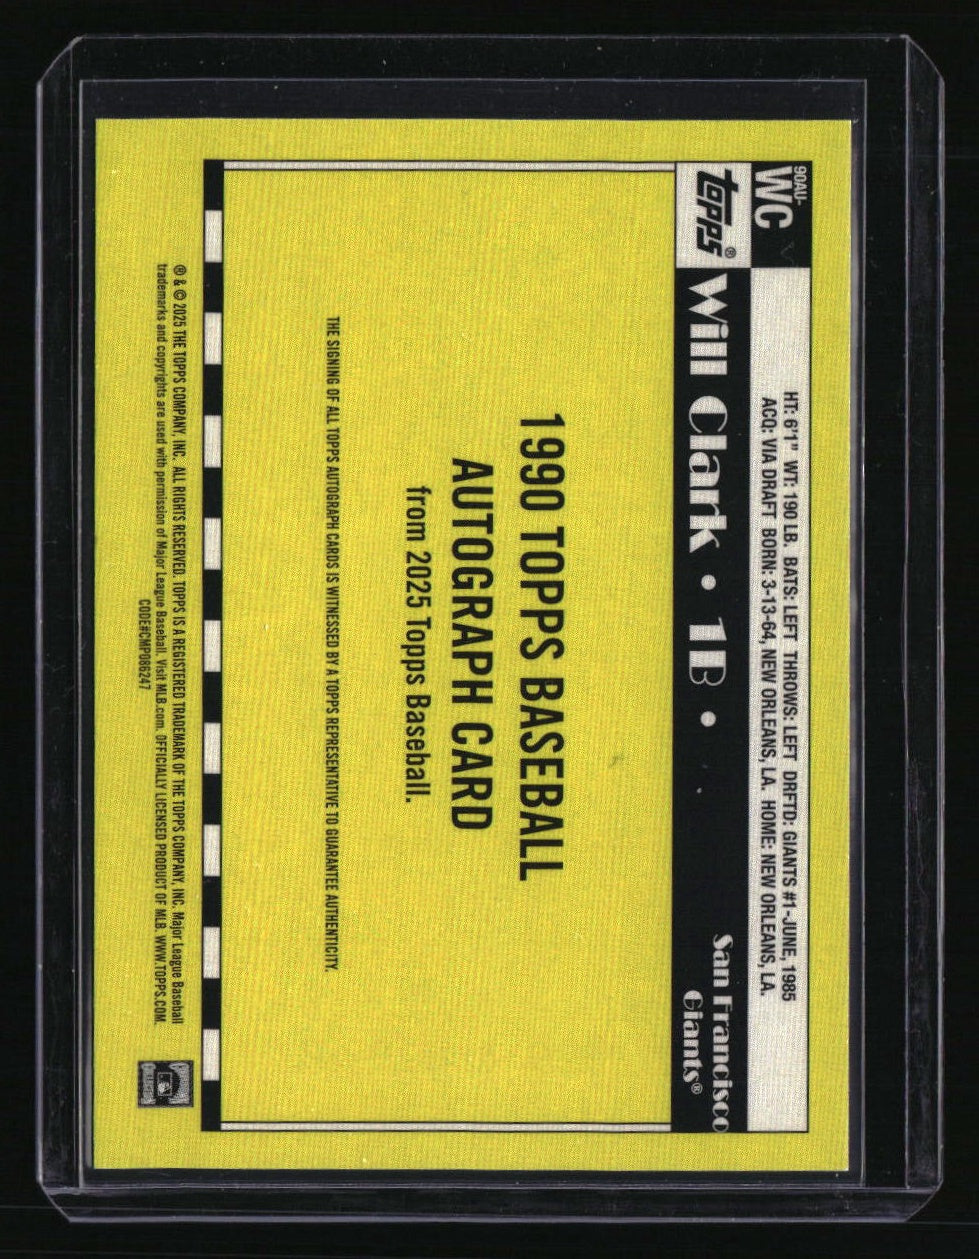 90AU-
WC
HT: 6'1" WT: 190 LB. BATS: LEFT THROWS: LEFT DRFTD: GIANTS #1-JUNE, 1985
ACQ: VIA DRAFT BORN: 3-13-64, NEW ORLEANS, LA. HOME: NEW ORLEANS, LA.
topps®
Will Clark • 1B •
San Francisco
Giants®
1990 TOPPS BASEBALL
AUTOGRAPH CARD
from 2025 Topps Baseball.
THE SIGNING OF ALL TOPPS AUTOGRAPH CARDS IS WITNESSED BY A TOPPS REPRESENTATIVE TO GUARANTEE AUTHENTICITY.
® & © 2025 THE TOPPS COMPANY, INC. ALL RIGHTS RESERVED. TOPPS IS A REGISTERED TRADEMARK OF THE TOPPS COMPANY, INC. Major League Baseball
trademarks and copyrights are used with permission of Major League Baseball. Visit MLB.com. OFFICIALLY LICENSED PRODUCT OF MLB. WWW.TOPPS.COM.
CODE#CMP086247
COOPERSTOWN
COLLECTION